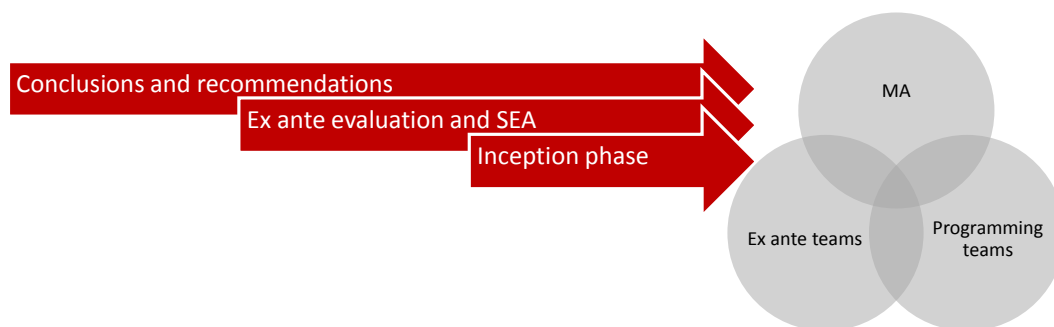 Conclusions and recommendations
Ex ante evaluation and SEA
Inception phase
MA
Ex ante teams
Programming
teams